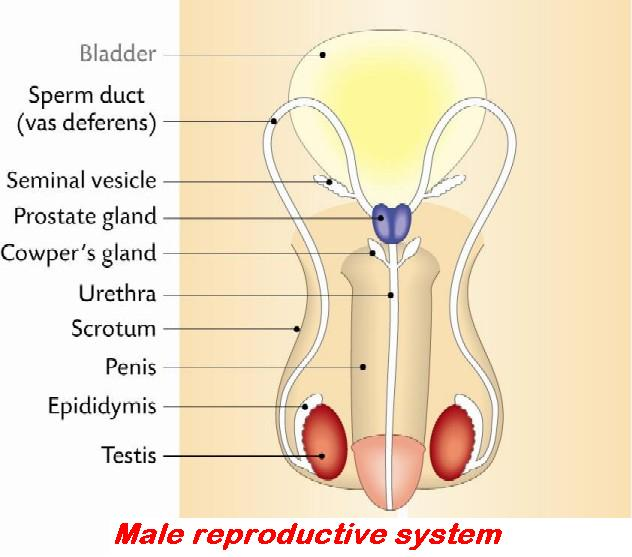 Bladder
Sperm duct
(vas deferens)
Seminal vesicle
Prostate gland
Cowper's gland
Urethra
Scrotum
Penis
Epididymis
Testis
Male reproductive system